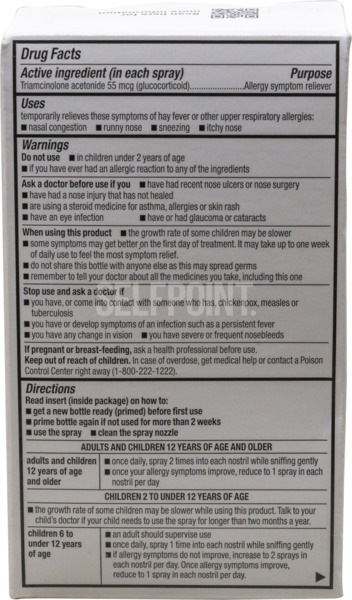 Drug Facts
Active ingredient (in each spray) Purpose
Triamcinolone acetonide 55 mcg (glucocorticoid)......................Allergy symptom reliever
Uses
temporarily relieves these symptoms of hay fever or other upper respiratory allergies:
■ nasal congestion ■ runny nose ■ sneezing ■ itchy nose
Warnings
Do not use ■ in children under 2 years of age
■ if you have ever had an allergic reaction to any of the ingredients
Ask a doctor before use if you ■ have had recent nose ulcers or nose surgery
■ have had a nose injury that has not healed
■ are using a steroid medicine for asthma, allergies or skin rash
■ have an eye infection ■ have or had glaucoma or cataracts
When using this product ■ the growth rate of some children may be slower
■ some symptoms may get better on the first day of treatment. It may take up to one week
of daily use to feel the most symptom relief.
■ do not share this bottle with anyone else as this may spread germs
■ remember to tell your doctor about all the medicines you take, including this one
Stop use and ask a doctor if
■ you have, or come into contact with someone who has, chickenpox, measles or
tuberculosis
SELFPOINT.
■ you have or develop symptoms of an infection such as a persistent fever
■ you have any change in vision ■ you have severe or frequent nosebleeds
If pregnant or breast-feeding, ask a health professional before use.
Keep out of reach of children. In case of overdose, get medical help or contact a Poison
Control Center right away (1-800-222-1222).
Directions
Read insert (inside package) on how to:
■ get a new bottle ready (primed) before first use
■ prime bottle again if not used for more than 2 weeks
■ use the spray ■ clean the spray nozzle
ADULTS AND CHILDREN 12 YEARS OF AGE AND OLDER
adults and children ■ once daily, spray 2 times into each nostril while sniffing gently
12 years of age ■ once your allergy symptoms improve, reduce to 1 spray in
and older each nostril per day
CHILDREN 2 TO UNDER 12 YEARS OF AGE
■ the growth rate of some children may be slower while using this product. Talk to your
child's doctor if your child needs to use the spray for longer than two months a year.
children 6 to ■ an adult should supervise use
under 12 years ■ once daily, spray 1 time into each nostril while sniffing gently
of age ■ if allergy symptoms do not improve, increase to 2 sprays in
each nostril per day. Once allergy symptoms improve,
reduce to 1 spray in each nostril per day.